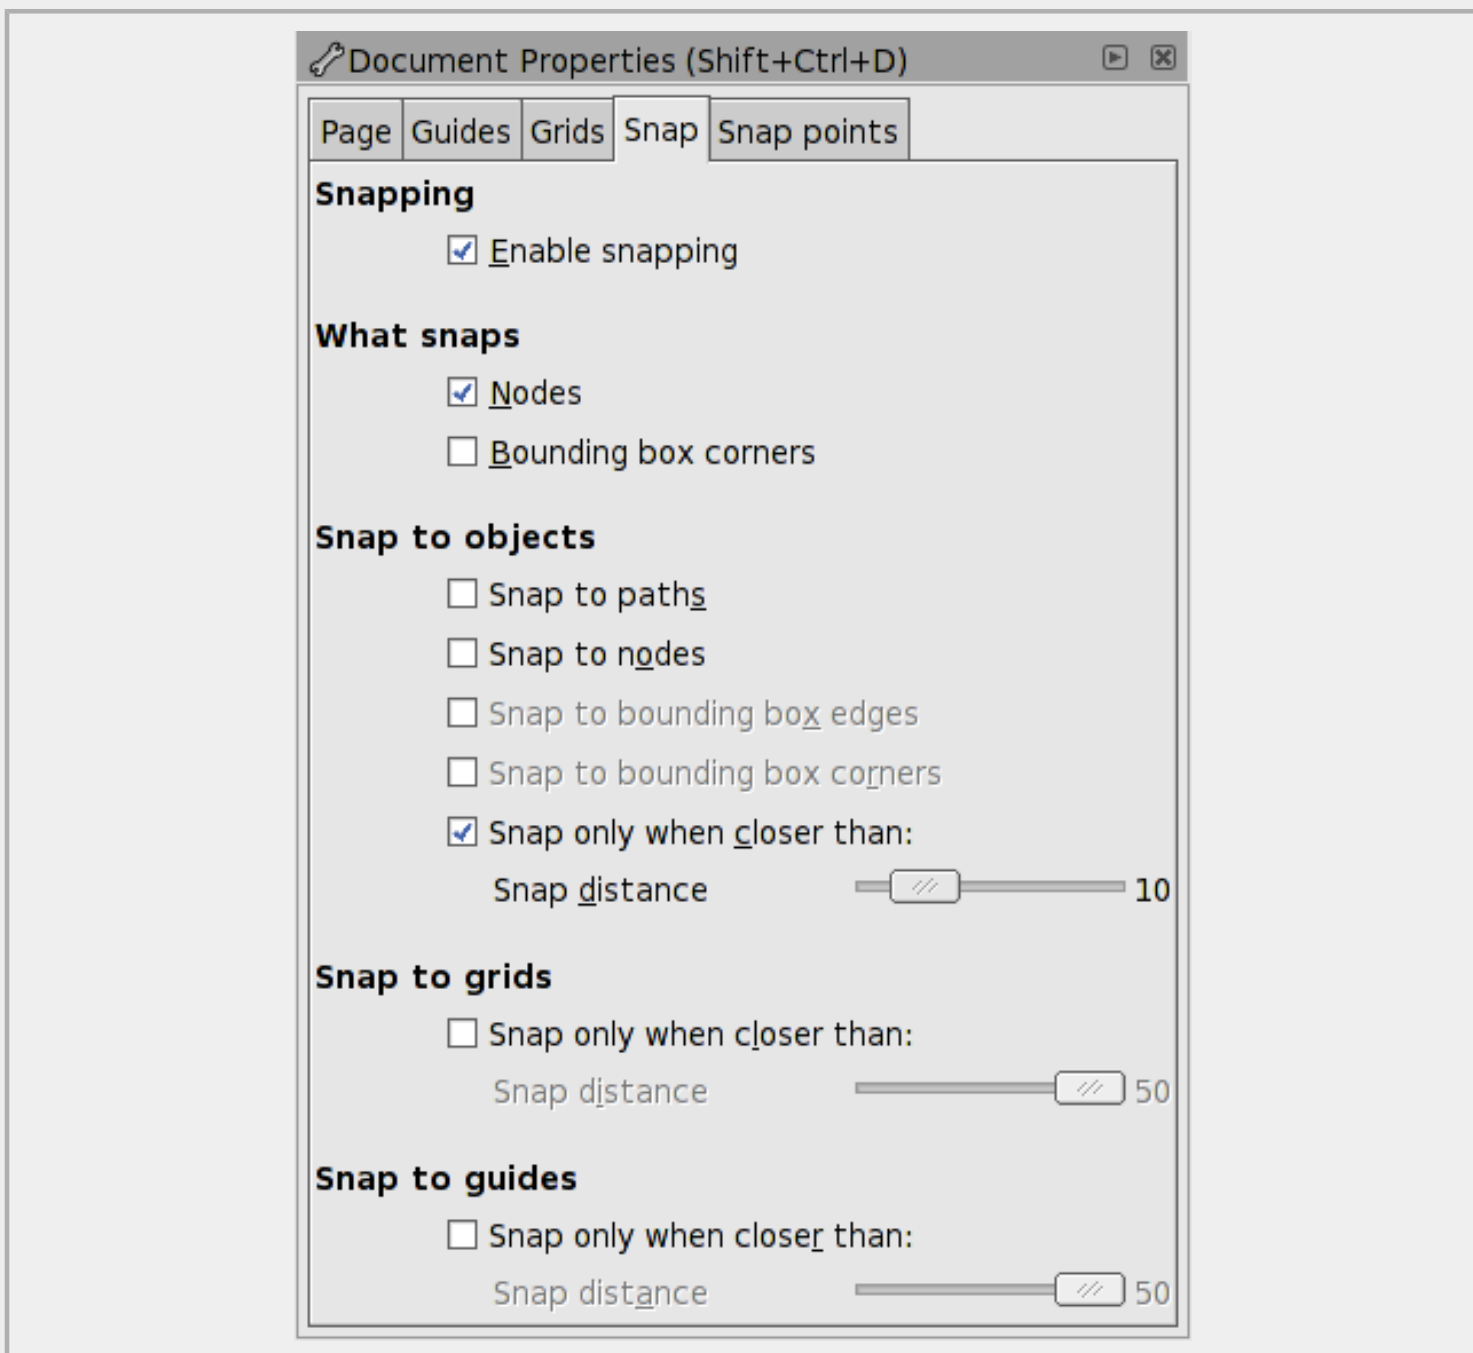 Document Properties (Shift+Ctrl+D)
Page Guides Grids Snap Snap points
Snapping
Enable snapping
What snaps
Nodes
Bounding box corners
Snap to objects
Snap to paths
Snap to nodes
Snap to bounding box edges
Snap to bounding box corners
Snap only when closer than:
Snap distance 10
Snap to grids
Snap only when closer than:
Snap distance 50
Snap to guides
Snap only when closer than:
Snap distance 50